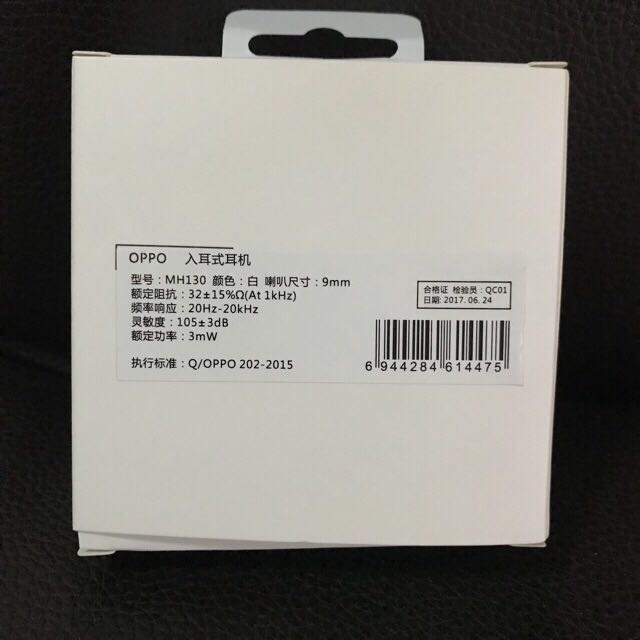 OPPO 入耳式耳机
型号：MH130 颜色：白 喇叭尺寸：9mm
额定阻抗：32±15%Ω(At 1kHz)
频率响应：20Hz-20kHz
灵敏度：105±3dB
额定功率：3mW
执行标准：Q/OPPO 202-2015
合格证 检验员：QC01
日期: 2017. 06. 24
6 944284 614475